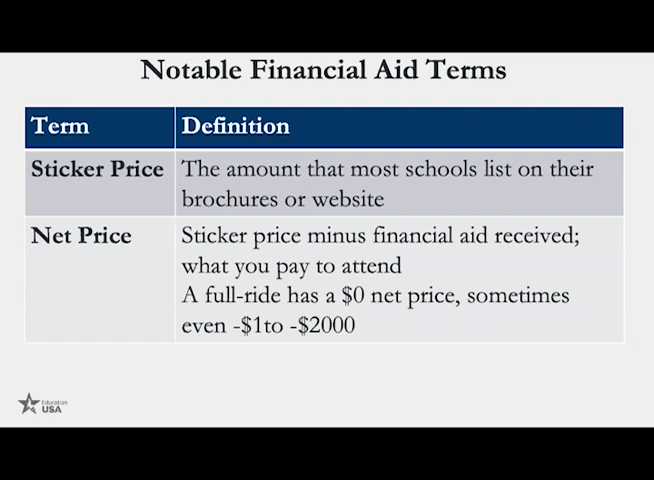 Notable Financial Aid Terms
Term Definition
Sticker Price The amount that most schools list on their
brochures or website
Net Price Sticker price minus financial aid received;
what you pay to attend
A full-ride has a $0 net price, sometimes
even -$1to -$2000
Education
USA